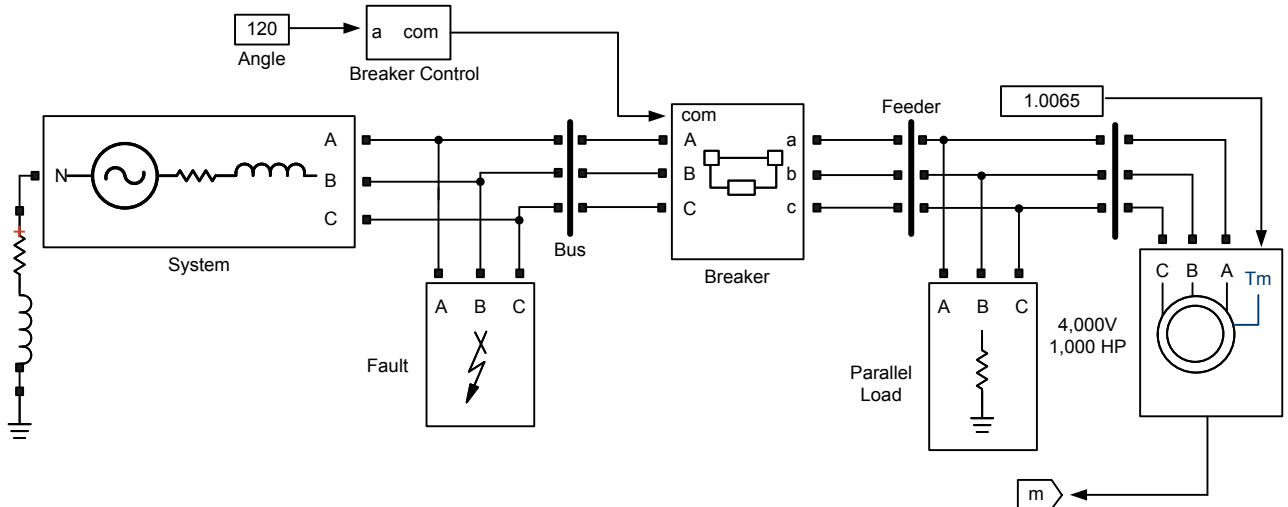 120
Angle
a com
Breaker Control
N
A
B
C
System
A B C
Fault
Bus
com
A
B
C
a
b
c
Breaker
Feeder
A B C
Parallel
Load
1.0065
4,000V
1,000 HP
C B A Tm
m